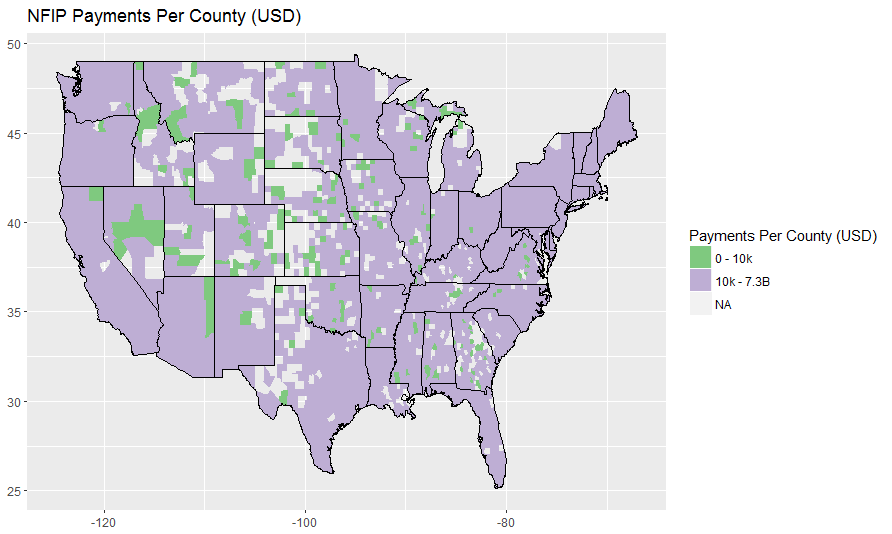 NFIP Payments Per County (USD)
50
45
40
35
30
25
-120
-100
-80
Payments Per County (USD)
0 - 10k
10k - 7.3B
NA